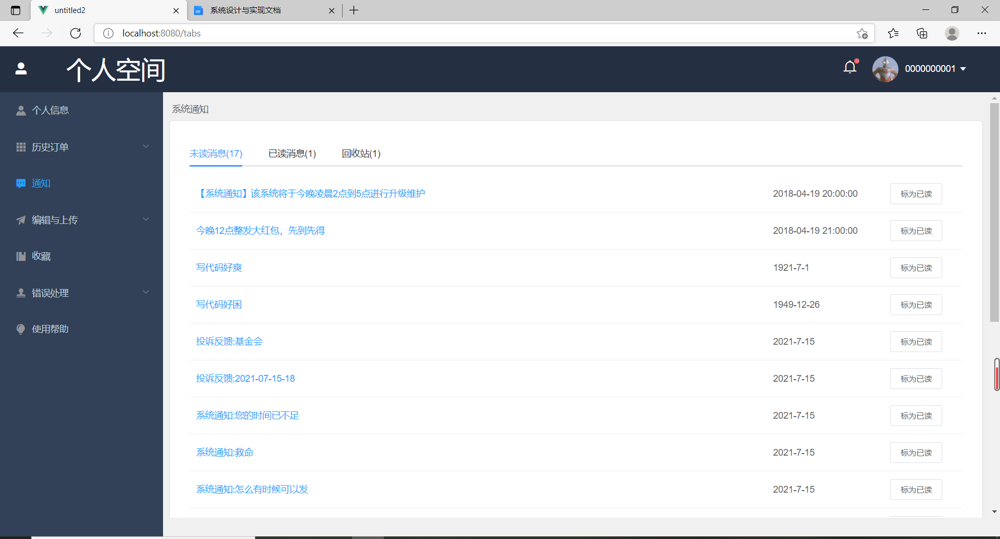 untitled2
系统设计与实现文档
localhost:8080/tabs
个人空间
0000000001
个人信息
历史订单
通知
编辑与上传
收藏
错误处理
使用帮助
系统通知
未读消息(17) 已读消息(1) 回收站(1)
【系统通知】该系统将于今晚凌晨2点到5点进行升级维护 2018-04-19 20:00:00 标为已读
今晚12点整发大红包，先到先得 2018-04-19 21:00:00 标为已读
写代码好爽 1921-7-1 标为已读
写代码好困 1949-12-26 标为已读
投诉反馈:基金会 2021-7-15 标为已读
投诉反馈:2021-07-15-18 2021-7-15 标为已读
系统通知:您的时间已不足 2021-7-15 标为已读
系统通知:救命 2021-7-15 标为已读
系统通知:怎么有时候可以发 2021-7-15 标为已读